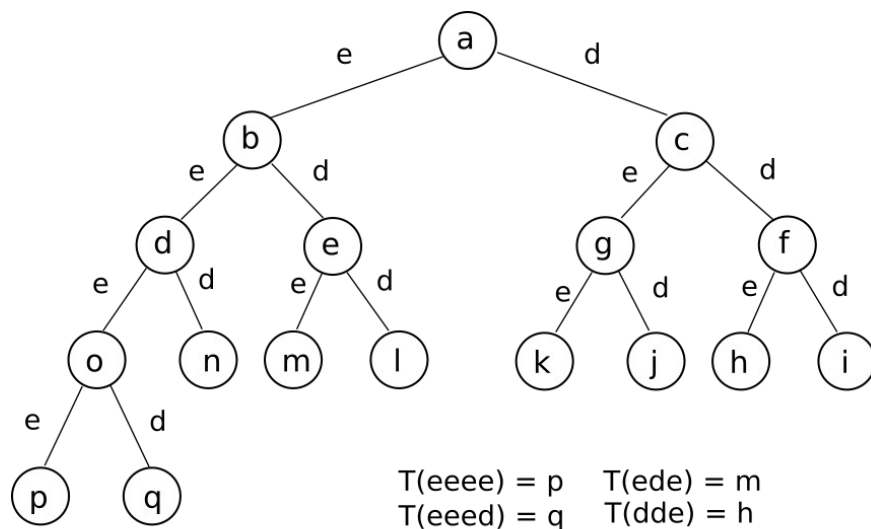 a
e d
b c
e d e d
d e g f
e d e d e d e d
o n m l k j h i
e d
p q
T(eeee) = p T(ede) = m
T(eeed) = q T(dde) = h